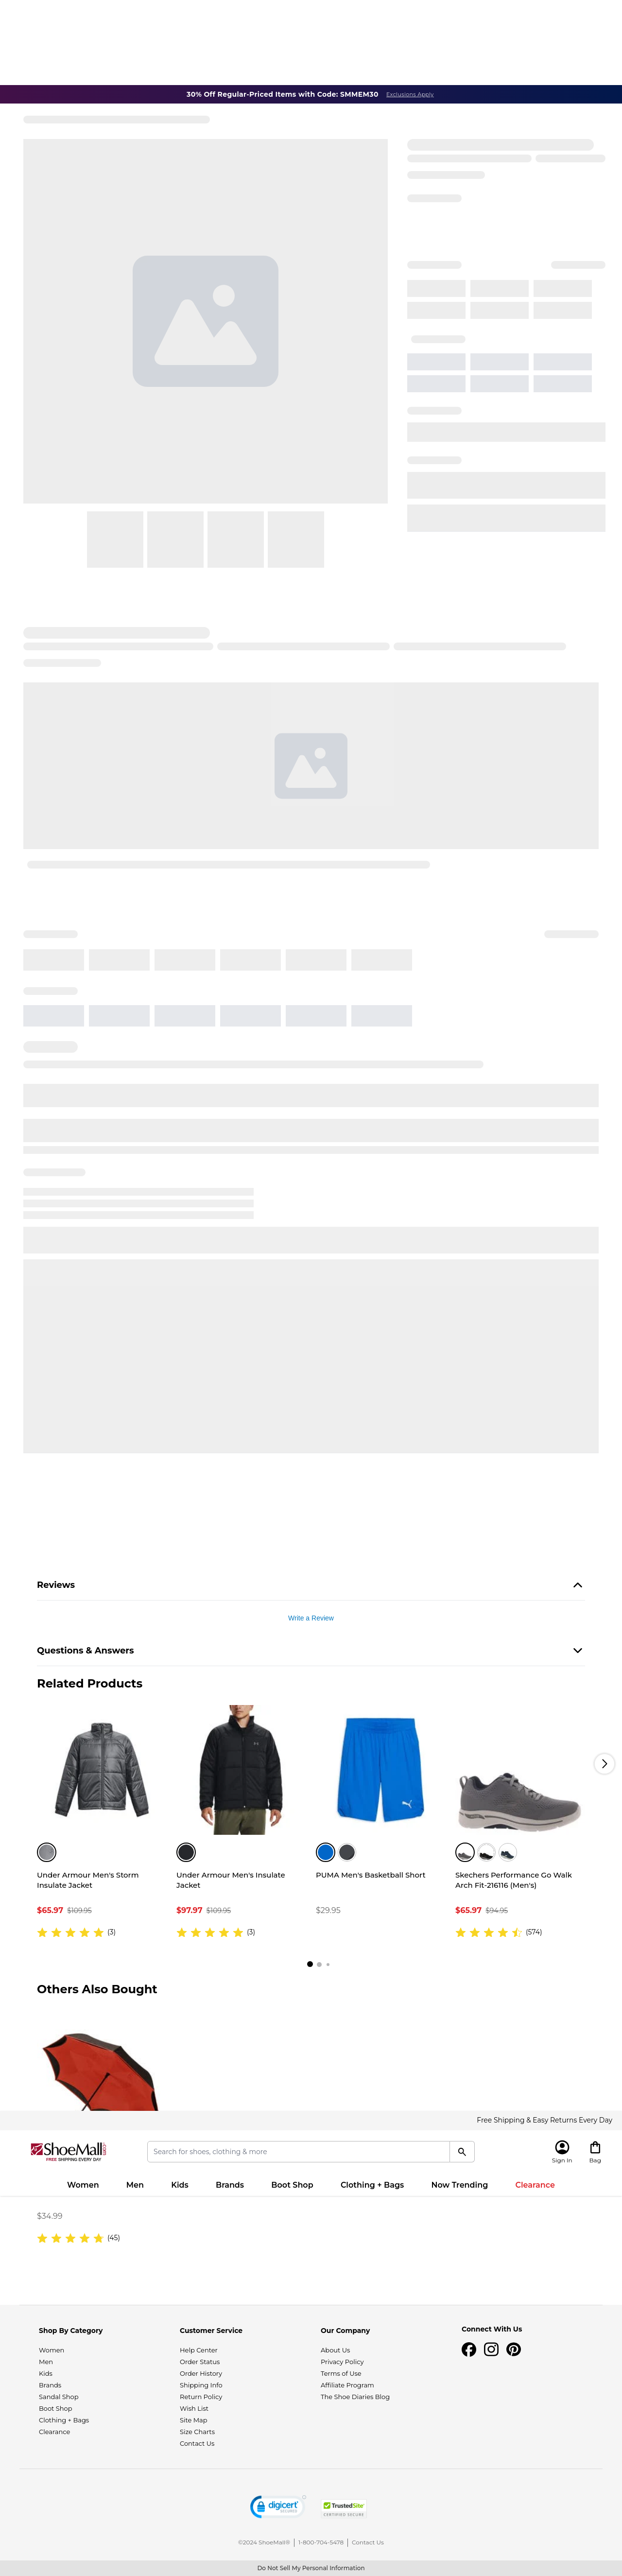 30% Off Regular-Priced Items with Code: SMMEM30 Exclusions Apply
Reviews
Write a Review
Questions & Answers
Related Products
Under Armour Men's Storm
Insulate Jacket
$65.97 $109.95
(3)
Under Armour Men's Insulate
Jacket
$97.97 $109.95
(3)
PUMA Men's Basketball Short
$29.95
Skechers Performance Go Walk
Arch Fit-216116 (Men's)
$65.97 $94.95
(574)
Others Also Bought
Free Shipping & Easy Returns Every Day
ShoeMall
FREE SHIPPING EVERY DAY
Search for shoes, clothing & more
Sign In
Bag
Women Men Kids Brands Boot Shop Clothing + Bags Now Trending Clearance
$34.99
(45)
Shop By Category
Women
Men
Kids
Brands
Sandal Shop
Boot Shop
Clothing + Bags
Clearance
Customer Service
Help Center
Order Status
Order History
Shipping Info
Return Policy
Wish List
Site Map
Size Charts
Contact Us
Our Company
About Us
Privacy Policy
Terms of Use
Affiliate Program
The Shoe Diaries Blog
Connect With Us
digicert
SECURED
TrustedSite
CERTIFIED SECURE
©2024 ShoeMall® 1-800-704-5478 Contact Us
Do Not Sell My Personal Information